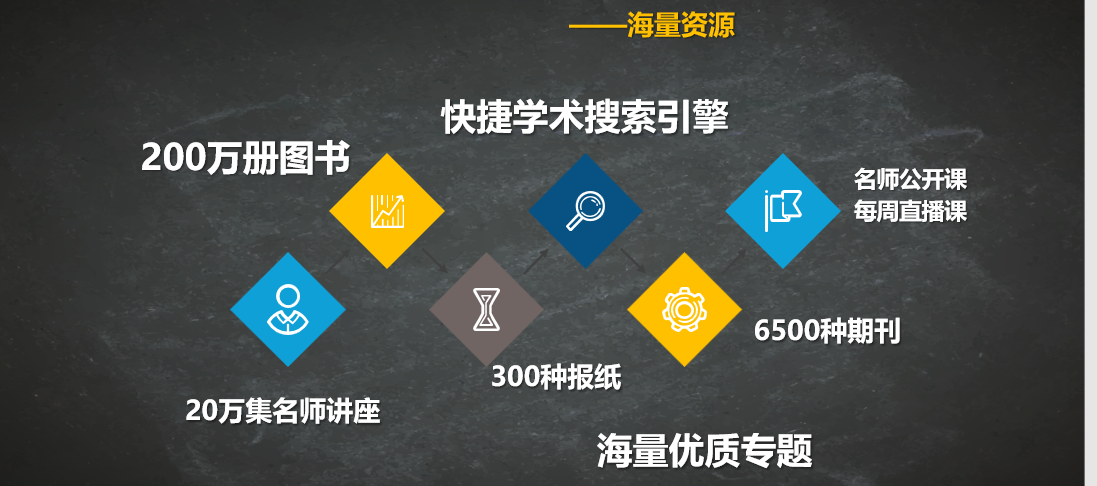 ——海量资源
快捷学术搜索引擎
200万册图书
名师公开课
每周直播课
6500种期刊
300种报纸
20万集名师讲座
海量优质专题